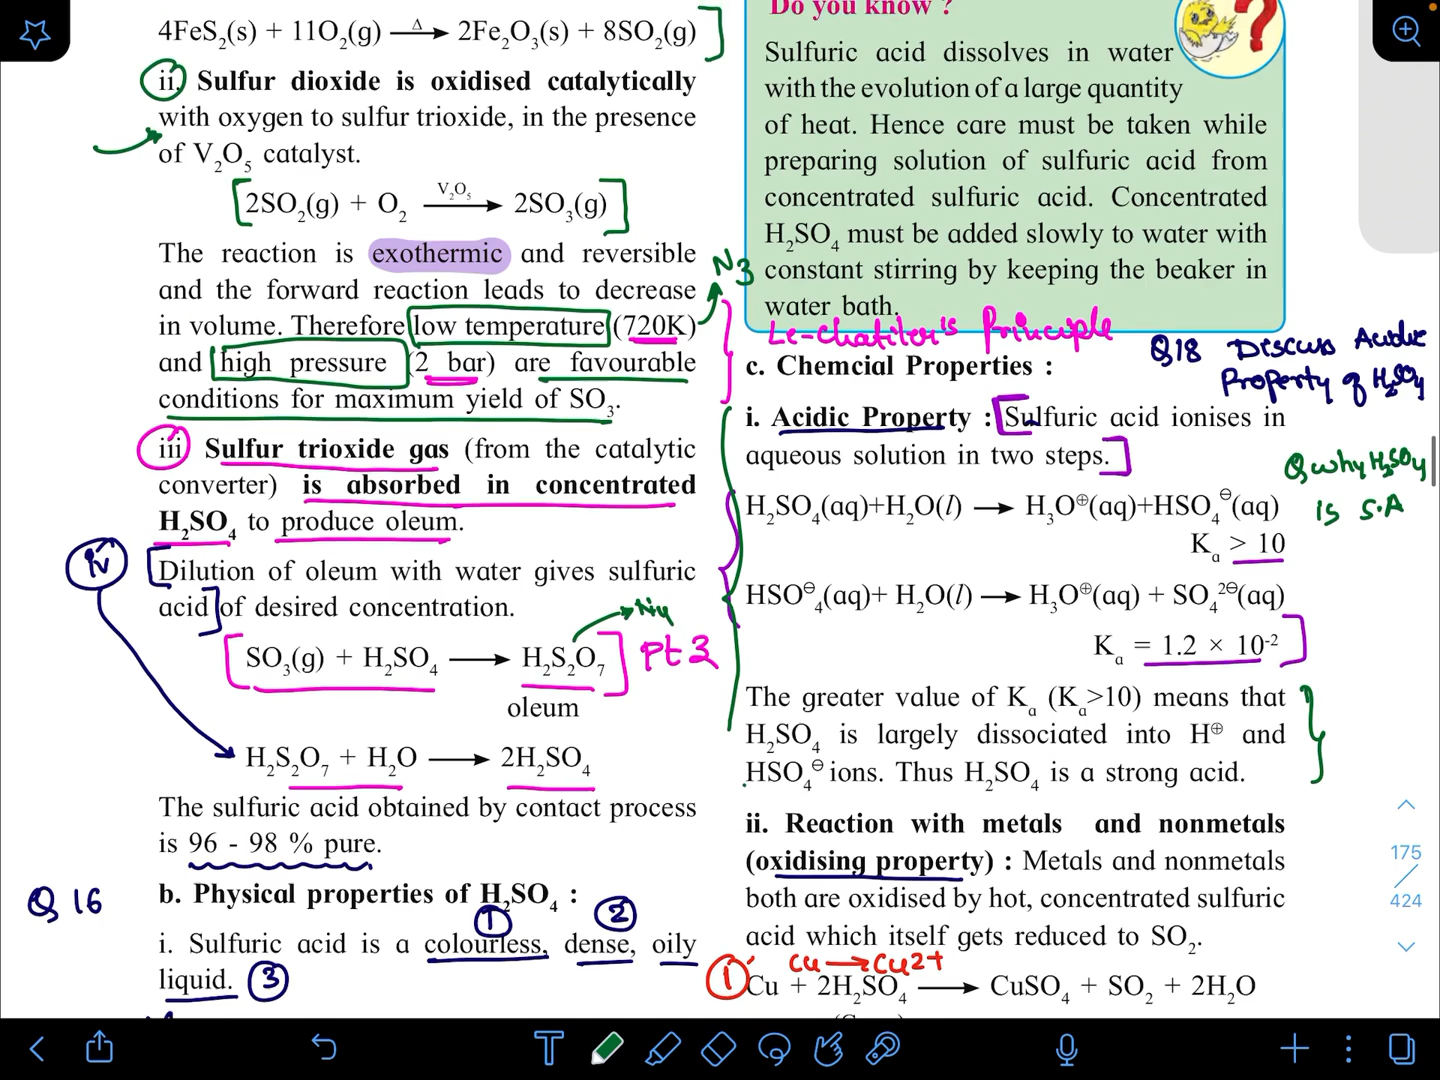 4FeS₂(s) + 11O₂(g) —Δ→ 2Fe₂O₃(s) + 8SO₂(g)
ii. Sulfur dioxide is oxidised catalytically
with oxygen to sulfur trioxide, in the presence
of V₂O₅ catalyst.
2SO₂(g) + O₂ —V₂O₅→ 2SO₃(g)
The reaction is exothermic and reversible
and the forward reaction leads to decrease
in volume. Therefore low temperature (720K)
and high pressure (2 bar) are favourable
conditions for maximum yield of SO₃.
iii Sulfur trioxide gas (from the catalytic
converter) is absorbed in concentrated
H₂SO₄ to produce oleum.
iv
Dilution of oleum with water gives sulfuric
acid of desired concentration.
SO₃(g) + H₂SO₄ ⟶ H₂S₂O₇
Pt 3
oleum
H₂S₂O₇ + H₂O ⟶ 2H₂SO₄
The sulfuric acid obtained by contact process
is 96 - 98 % pure.
Q 16
b. Physical properties of H₂SO₄ :
1
2
i. Sulfuric acid is a colourless, dense, oily
liquid. 3
Do you know ?
Sulfuric acid dissolves in water
with the evolution of a large quantity
of heat. Hence care must be taken while
preparing solution of sulfuric acid from
concentrated sulfuric acid. Concentrated
H₂SO₄ must be added slowly to water with
constant stirring by keeping the beaker in
water bath.
N3
Le-chatilier's Principle
c. Chemcial Properties :
Q18 Discuss Acidic
Property of H₂SO₄
i. Acidic Property : Sulfuric acid ionises in
aqueous solution in two steps.
Q why H₂SO₄
is S.A
H₂SO₄(aq)+H₂O(l) ⟶ H₃O⊕(aq)+HSO₄⊖(aq)
Kₐ > 10
HSO⊖₄(aq)+ H₂O(l) ⟶ H₃O⊕(aq) + SO₄²⊖(aq)
Kₐ = 1.2 × 10⁻²
The greater value of Kₐ (Kₐ>10) means that
H₂SO₄ is largely dissociated into H⊕ and
HSO₄⊖ ions. Thus H₂SO₄ is a strong acid.
ii. Reaction with metals and nonmetals
(oxidising property) : Metals and nonmetals
both are oxidised by hot, concentrated sulfuric
acid which itself gets reduced to SO₂.
Cu → Cu2+
1 Cu + 2H₂SO₄ ⟶ CuSO₄ + SO₂ + 2H₂O
175
424
T